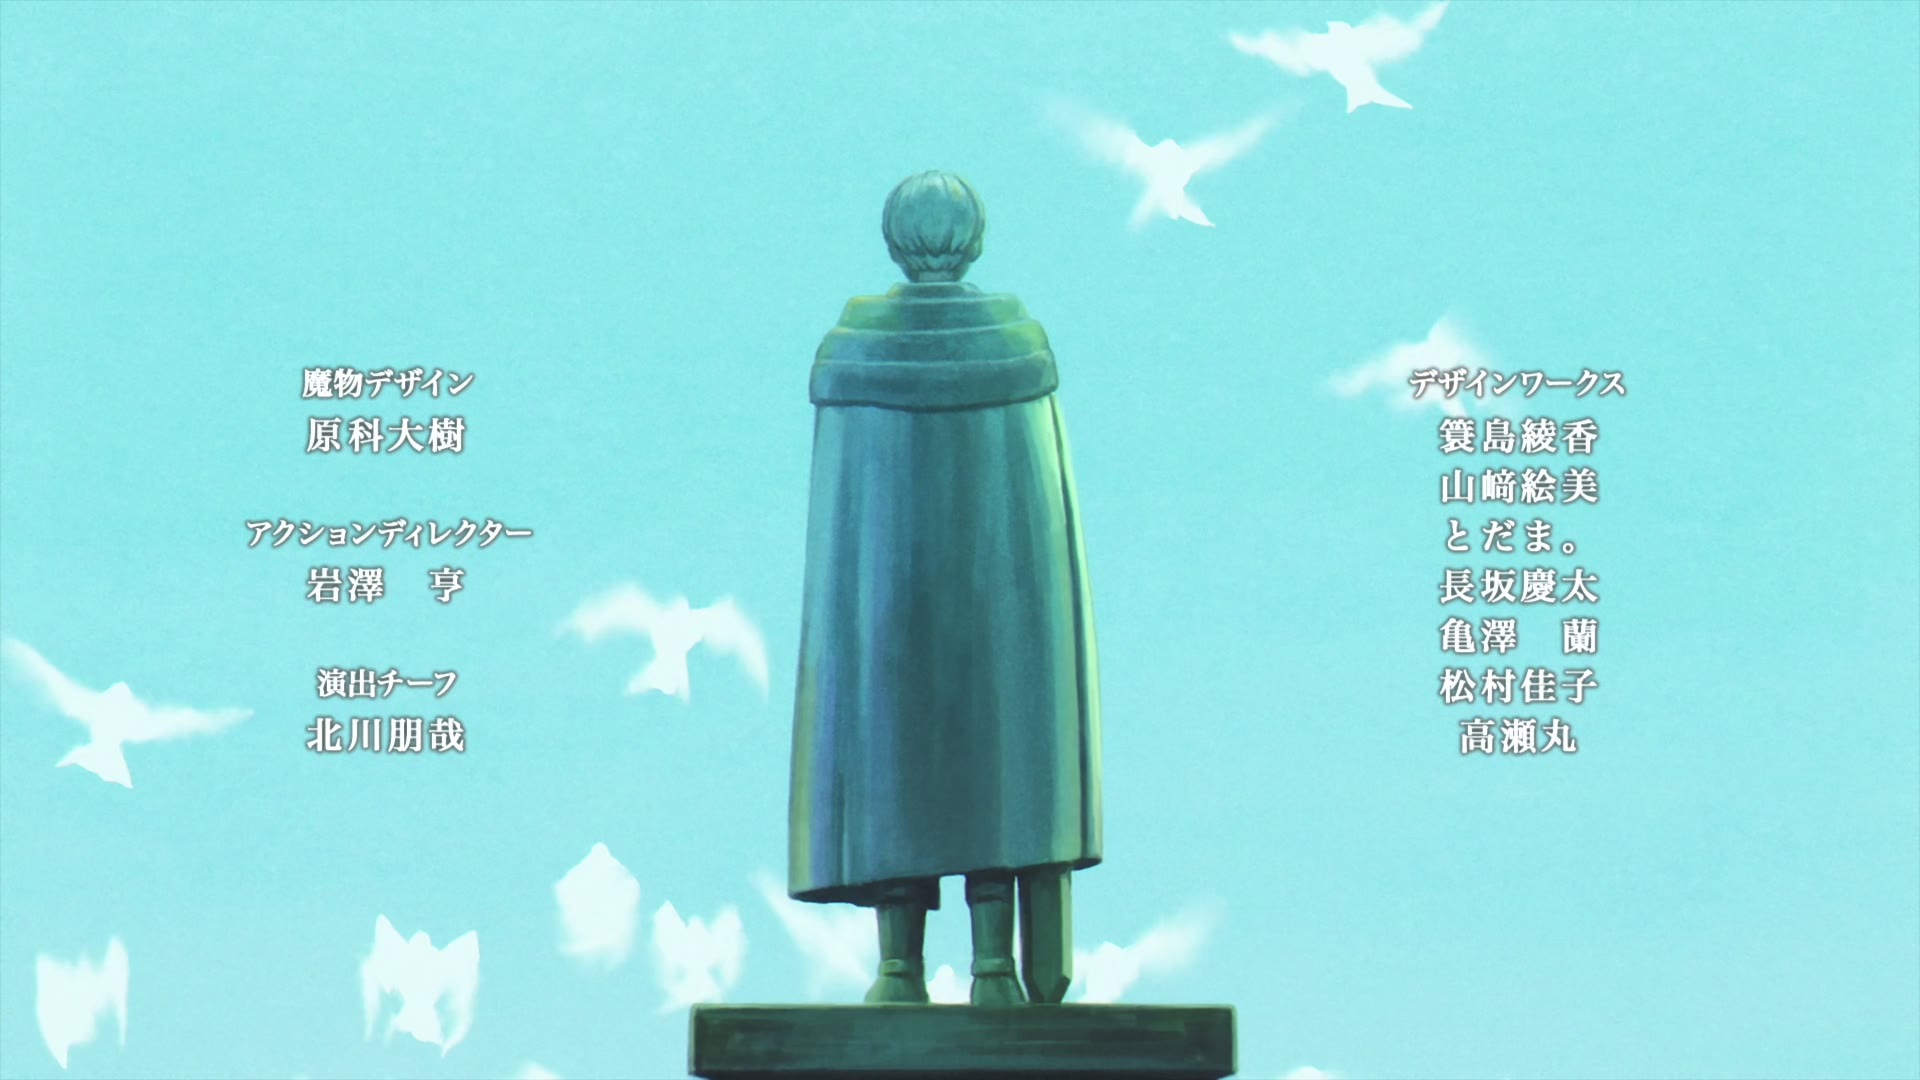 魔物デザイン
原科大樹
アクションディレクター
岩澤　亨
演出チーフ
北川朋哉
デザインワークス
簑島綾香
山﨑絵美
とだま。
長坂慶太
亀澤　蘭
松村佳子
高瀬丸